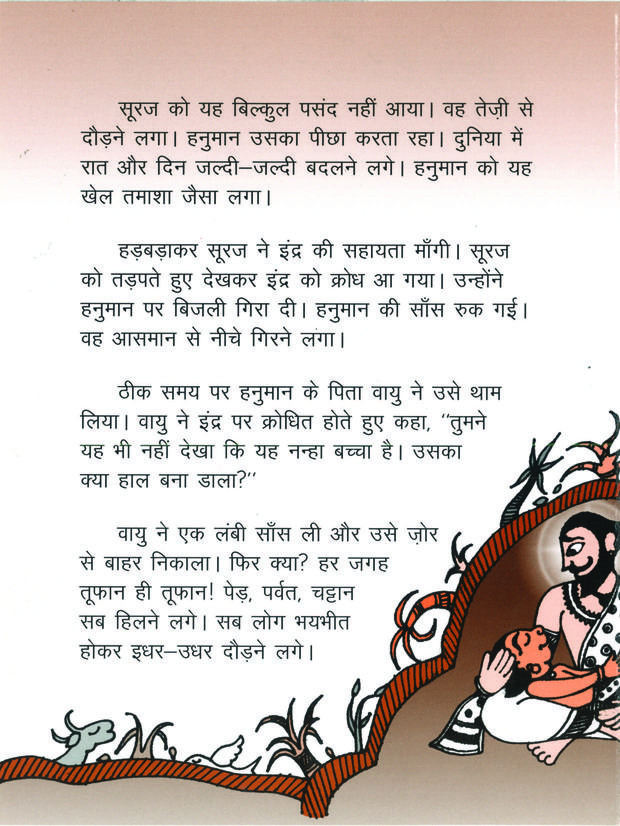 सूरज को यह बिल्कुल पसंद नहीं आया। वह तेज़ी से
दौड़ने लगा। हनुमान उसका पीछा करता रहा। दुनिया में
रात और दिन जल्दी–जल्दी बदलने लगे। हनुमान को यह
खेल तमाशा जैसा लगा।
हड़बड़ाकर सूरज ने इंद्र की सहायता माँगी। सूरज
को तड़पते हुए देखकर इंद्र को क्रोध आ गया। उन्होंने
हनुमान पर बिजली गिरा दी। हनुमान की साँस रुक गई।
वह आसमान से नीचे गिरने लगा।
ठीक समय पर हनुमान के पिता वायु ने उसे थाम
लिया। वायु ने इंद्र पर क्रोधित होते हुए कहा, "तुमने
यह भी नहीं देखा कि यह नन्हा बच्चा है। उसका
क्या हाल बना डाला?"
वायु ने एक लंबी साँस ली और उसे ज़ोर
से बाहर निकाला। फिर क्या? हर जगह
तूफान ही तूफान! पेड़, पर्वत, चट्टान
सब हिलने लगे। सब लोग भयभीत
होकर इधर–उधर दौड़ने लगे।